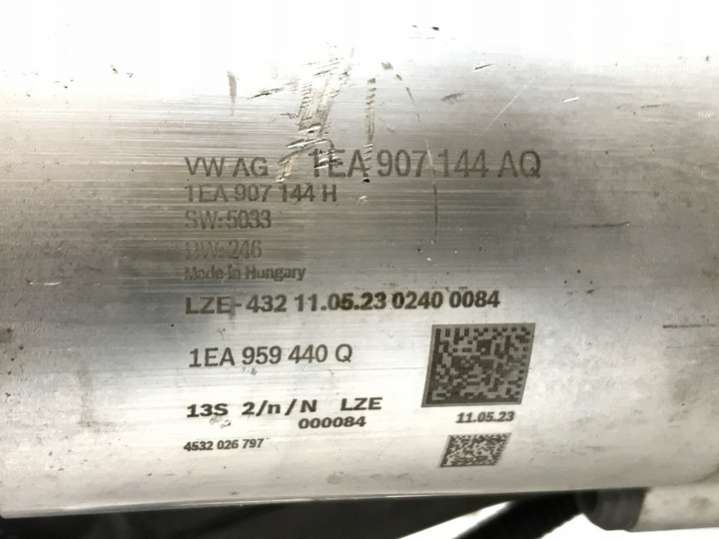 VW AG 1EA 907 144 AQ
1EA 907 144 H
SW:5033
HW:246
Made in Hungary
LZE-432 11.05.23 0240 0084
1EA 959 440 Q
13S 2/n/N LZE
000084
11.05.23
4532 026 797